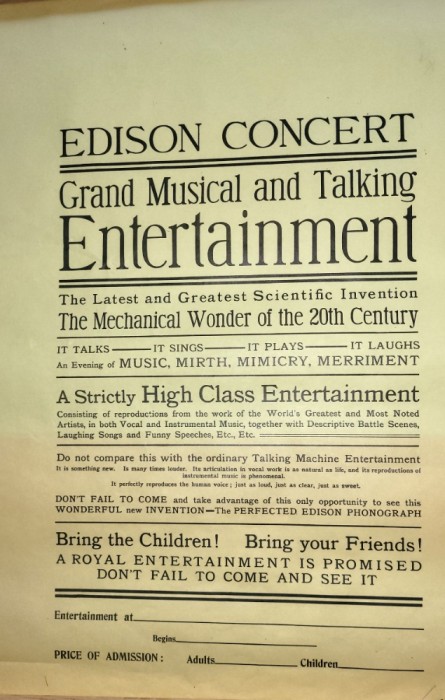 EDISON CONCERT
Grand Musical and Talking
Entertainment
The Latest and Greatest Scientific Invention
The Mechanical Wonder of the 20th Century
IT TALKS —— IT SINGS —— IT PLAYS —— IT LAUGHS
An Evening of MUSIC, MIRTH, MIMICRY, MERRIMENT
A Strictly High Class Entertainment
Consisting of reproductions from the work of the World's Greatest and Most Noted
Artists, in both Vocal and Instrumental Music, together with Descriptive Battle Scenes,
Laughing Songs and Funny Speeches, Etc., Etc.
Do not compare this with the ordinary Talking Machine Entertainment
It is something new. Is many times louder. Its articulation in vocal work is as natural as life, and its reproductions of
instrumental music is phenomenal.
It perfectly reproduces the human voice; just as loud, just as clear, just as sweet.
DON'T FAIL TO COME and take advantage of this only opportunity to see this
WONDERFUL new INVENTION—The PERFECTED EDISON PHONOGRAPH
Bring the Children! Bring your Friends!
A ROYAL ENTERTAINMENT IS PROMISED
DON'T FAIL TO COME AND SEE IT
Entertainment at
Begins
PRICE OF ADMISSION: Adults Children